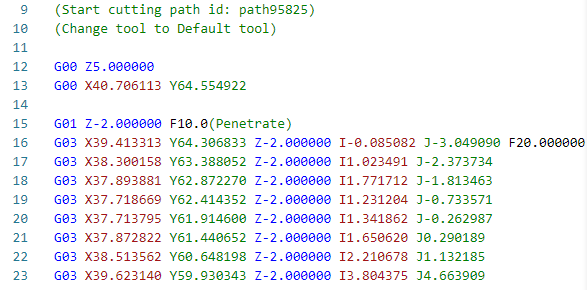 9 (Start cutting path id: path95825)
10 (Change tool to Default tool)
11
12 G00 Z5.000000
13 G00 X40.706113 Y64.554922
14
15 G01 Z-2.000000 F10.0(Penetrate)
16 G03 X39.413313 Y64.306833 Z-2.000000 I-0.085082 J-3.049090 F20.000000
17 G03 X38.300158 Y63.388052 Z-2.000000 I1.023491 J-2.373734
18 G03 X37.893881 Y62.872270 Z-2.000000 I1.771712 J-1.813463
19 G03 X37.718669 Y62.414352 Z-2.000000 I1.231204 J-0.733571
20 G03 X37.713795 Y61.914600 Z-2.000000 I1.341862 J-0.262987
21 G03 X37.872822 Y61.440652 Z-2.000000 I1.650620 J0.290189
22 G03 X38.513562 Y60.648198 Z-2.000000 I2.210678 J1.132185
23 G03 X39.623140 Y59.930343 Z-2.000000 I3.804375 J4.663909